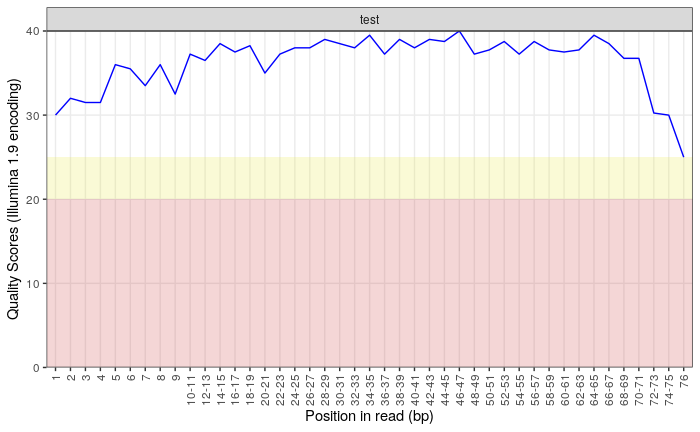 test
Quality Scores (Illumina 1.9 encoding)
40
30
20
10
0
1 2 3 4 5 6 7 8 9 10-11 12-13 14-15 16-17 18-19 20-21 22-23 24-25 26-27 28-29 30-31 32-33 34-35 36-37 38-39 40-41 42-43 44-45 46-47 48-49 50-51 52-53 54-55 56-57 58-59 60-61 62-63 64-65 66-67 68-69 70-71 72-73 74-75 76
Position in read (bp)